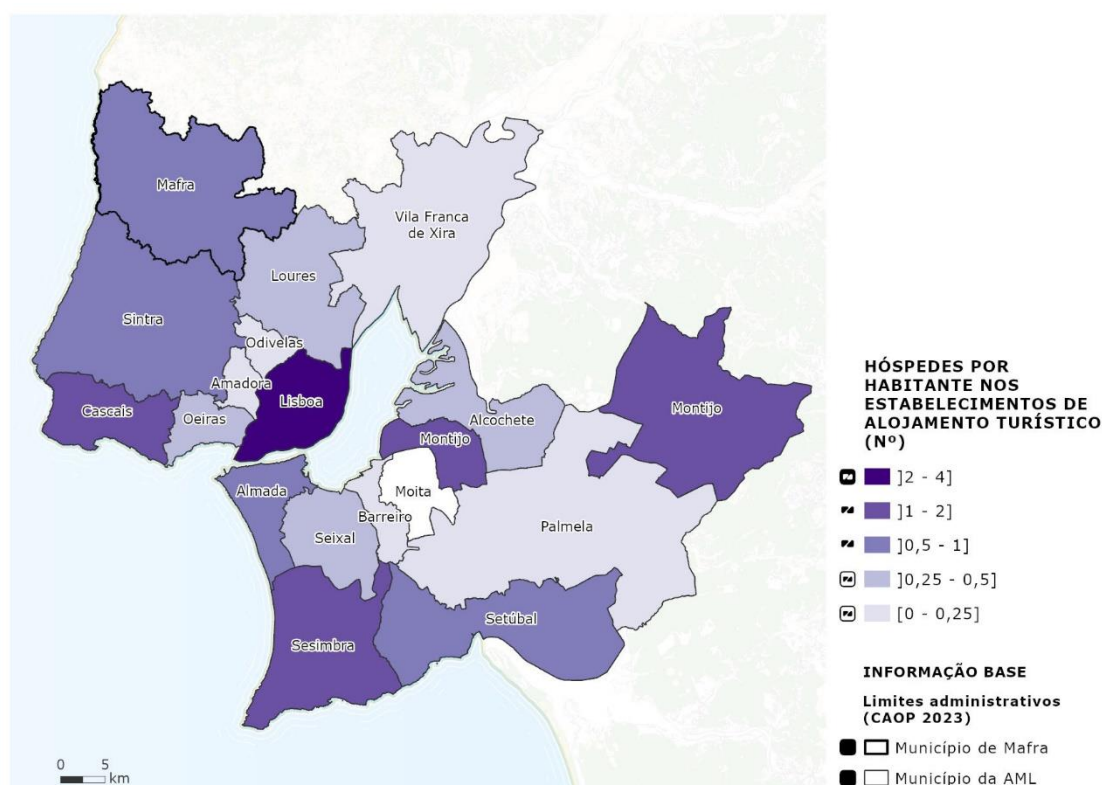 Mafra
Vila Franca
de Xira
Loures
Sintra
Odivelas
Amadora
Lisboa
Cascais
Oeiras
Alcochete
Montijo
Montijo
Almada
Moita
Barreiro
Seixal
Palmela
Setúbal
Sesimbra
0 5
km
HÓSPEDES POR
HABITANTE NOS
ESTABELECIMENTOS DE
ALOJAMENTO TURÍSTICO
(Nº)
]2 - 4]
]1 - 2]
]0,5 - 1]
]0,25 - 0,5]
[0 - 0,25]
INFORMAÇÃO BASE
Limites administrativos
(CAOP 2023)
Município de Mafra
Município da AML